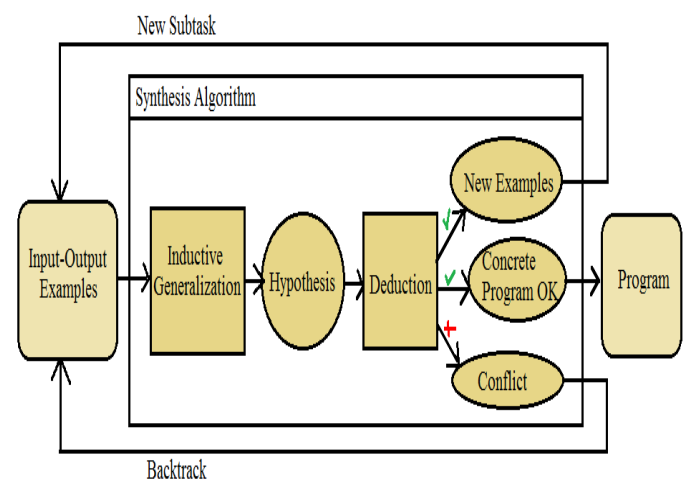 New Subtask
Synthesis Algorithm
New Examples
Input-Output
Examples
Inductive
Generalization
Hypothesis
Deduction
Concrete
Program OK
Program
Conflict
Backtrack